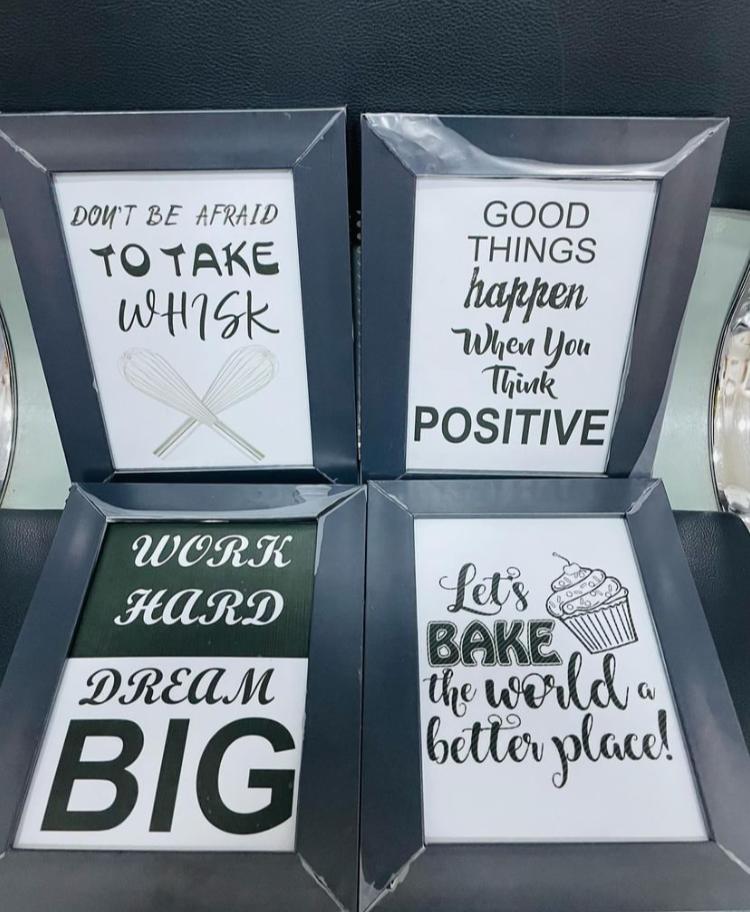 DON'T BE AFRAID
TO TAKE
WHISK
GOOD
THINGS
happen
When You
Think
POSITIVE
WORK
HARD
DREAM
BIG
Let's
BAKE
the world a
better place!